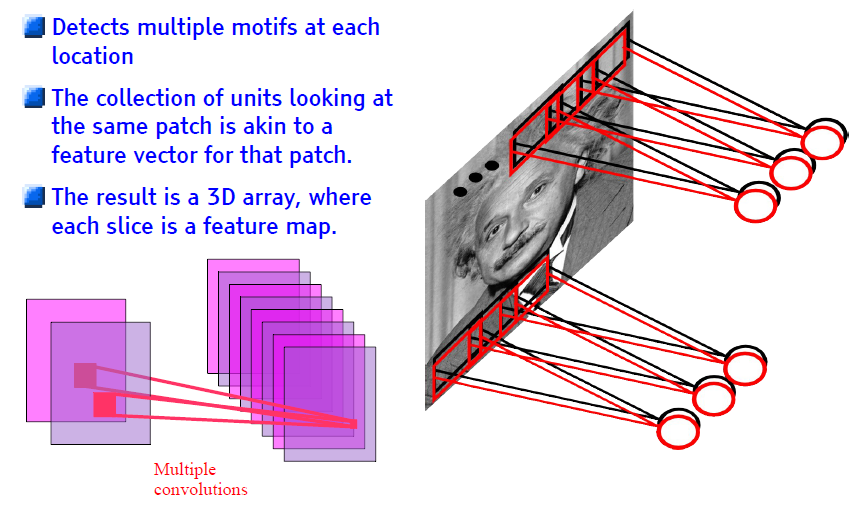 Detects multiple motifs at each
location
The collection of units looking at
the same patch is akin to a
feature vector for that patch.
The result is a 3D array, where
each slice is a feature map.
Multiple
convolutions